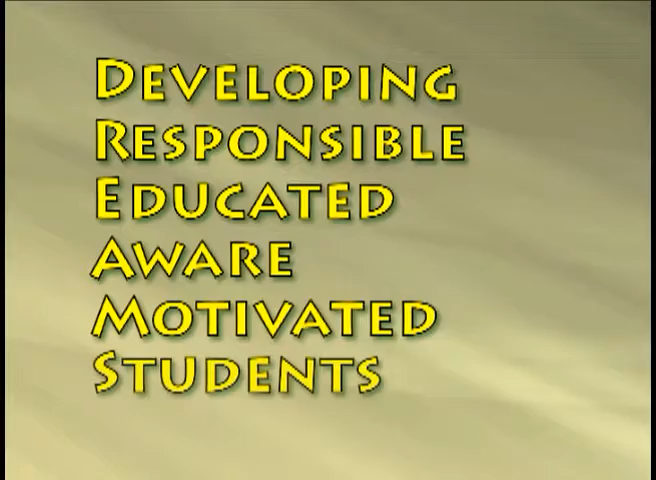 Developing
Responsible
Educated
Aware
Motivated
Students